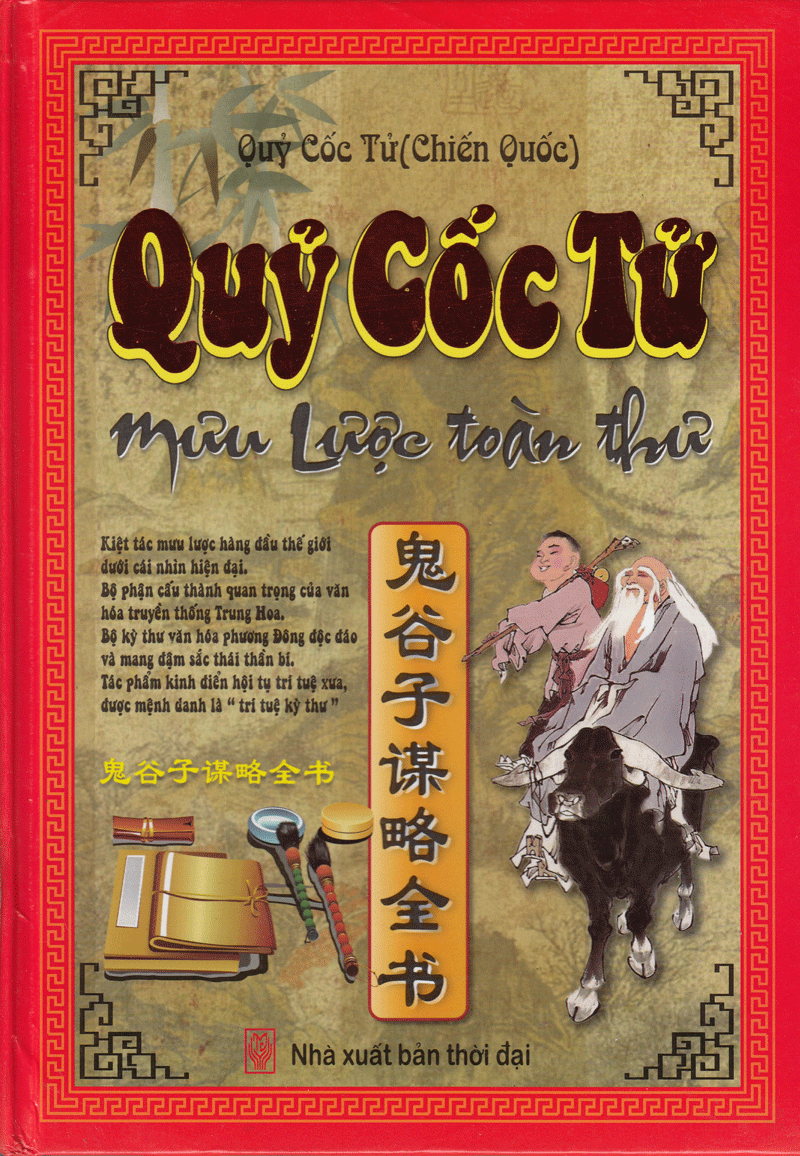 Quỷ Cốc Tử(Chiến Quốc)
Quỷ Cốc Tử
mưu Lược toàn thư
Kiệt tác mưu lược hàng đầu thế giới
dưới cái nhìn hiện đại.
Bộ phận cấu thành quan trọng của văn
hóa truyền thống Trung Hoa.
Bộ kỳ thư văn hóa phương Đông độc đáo
và mang đậm sắc thái thần bí.
Tác phẩm kinh điển hội tụ trí tuệ xưa,
được mệnh danh là “ trí tuệ kỳ thư ”
鬼谷子谋略全书
鬼谷子谋略全书
Nhà xuất bản thời đại